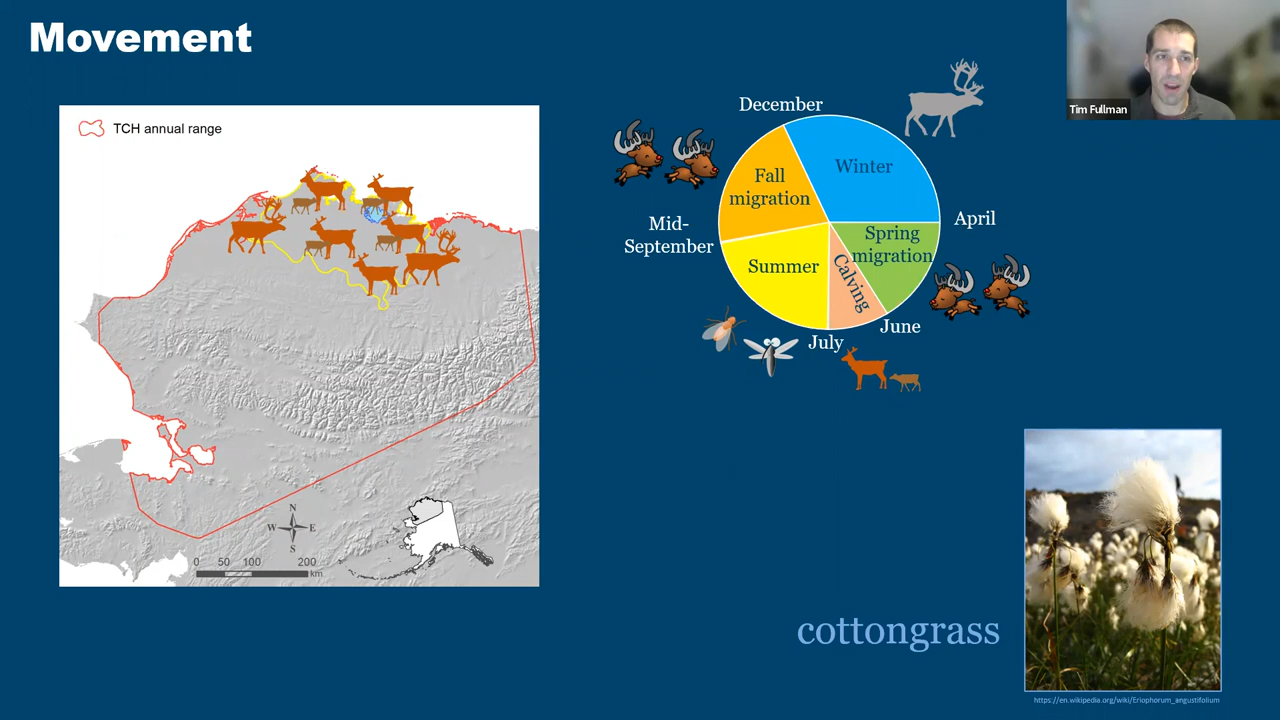 Movement
Tim Fullman
TCH annual range
N
W E
S
0 50 100 200
km
December
Winter
Fall
migration
Mid-
September
April
Spring
migration
Summer
Calving
June
July
cottongrass
https://en.wikipedia.org/wiki/Eriophorum_angustifolium